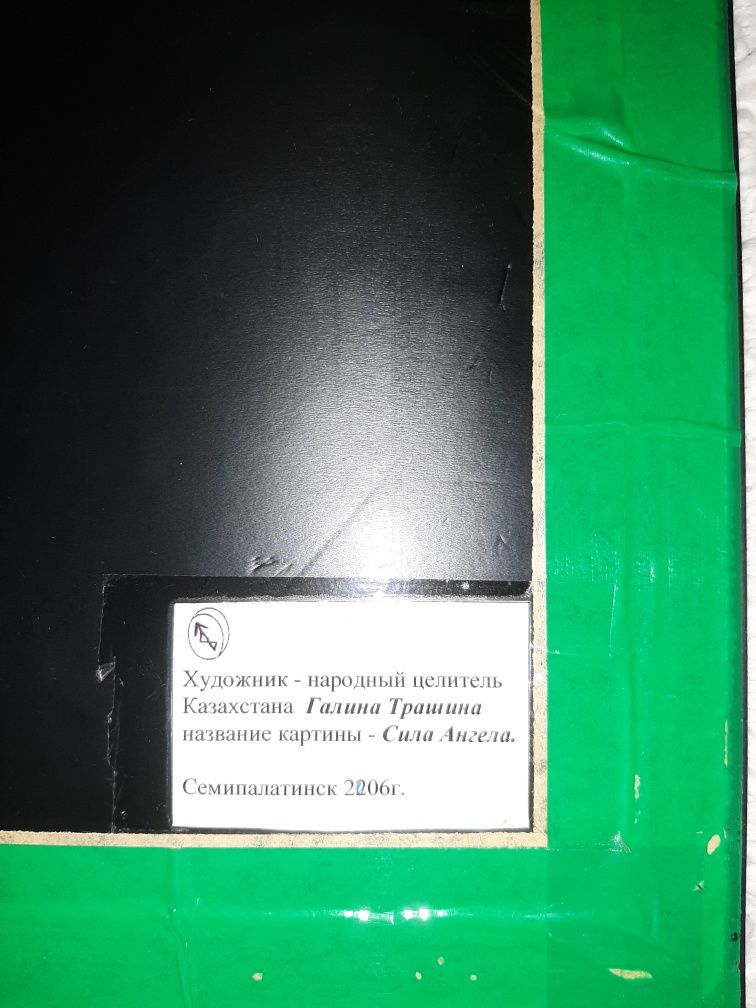 Художник - народный целитель
Казахстана Галина Трашина
название картины - Сила Ангела.
Семипалатинск 2006г.